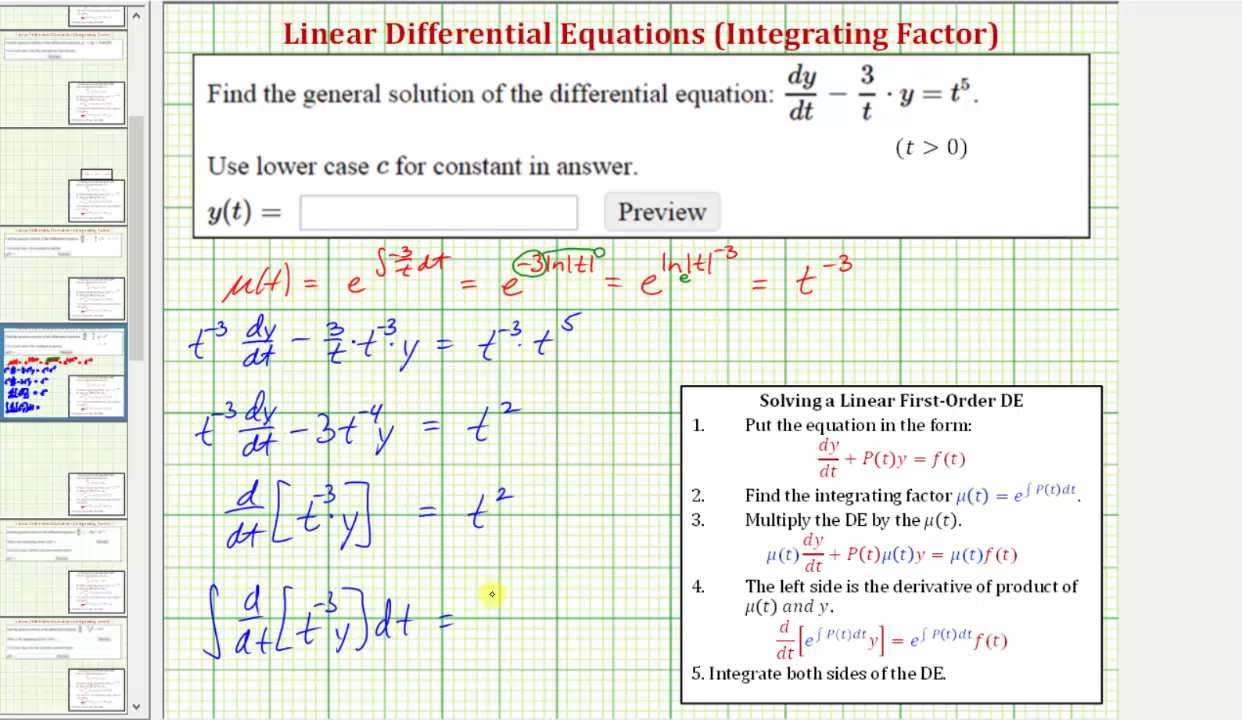 Linear Differential Equations (Integrating Factor)
Find the general solution of the differential equation: dy/dt − 3/t · y = t⁵.
(t > 0)
Use lower case c for constant in answer.
y(t) =
Preview
μ(t) = e^∫−3/t dt = e^−3ln|t| = e^ln|t|^−3 = t^−3
t^−3 dy/dt − 3/t · t^−3 · y = t^−3 · t^5
t^−3 dy/dt − 3t^−4 y = t^2
d/dt [t^−3 · y] = t^2
∫ d/dt [t^−3 y] dt =
Solving a Linear First-Order DE
1. Put the equation in the form:
dy/dt + P(t)y = f(t)
2. Find the integrating factor μ(t) = e^∫P(t)dt.
3. Multiply the DE by the μ(t).
μ(t) dy/dt + P(t)μ(t)y = μ(t)f(t)
4. The left side is the derivative of product of
μ(t) and y.
d/dt [e^∫P(t)dt y] = e^∫P(t)dt f(t)
5. Integrate both sides of the DE.